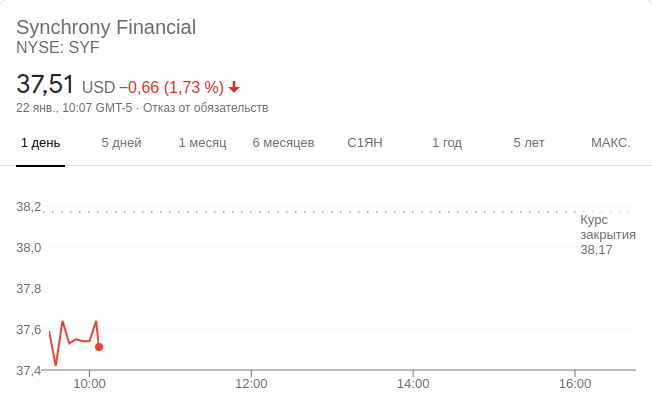 Synchrony Financial
NYSE: SYF
37,51 USD −0,66 (1,73 %)
22 янв., 10:07 GMT-5 · Отказ от обязательств
1 день 5 дней 1 месяц 6 месяцев С1ЯН 1 год 5 лет МАКС.
38,2
Курс
закрытия
38,17
38,0
37,8
37,6
37,4
10:00 12:00 14:00 16:00